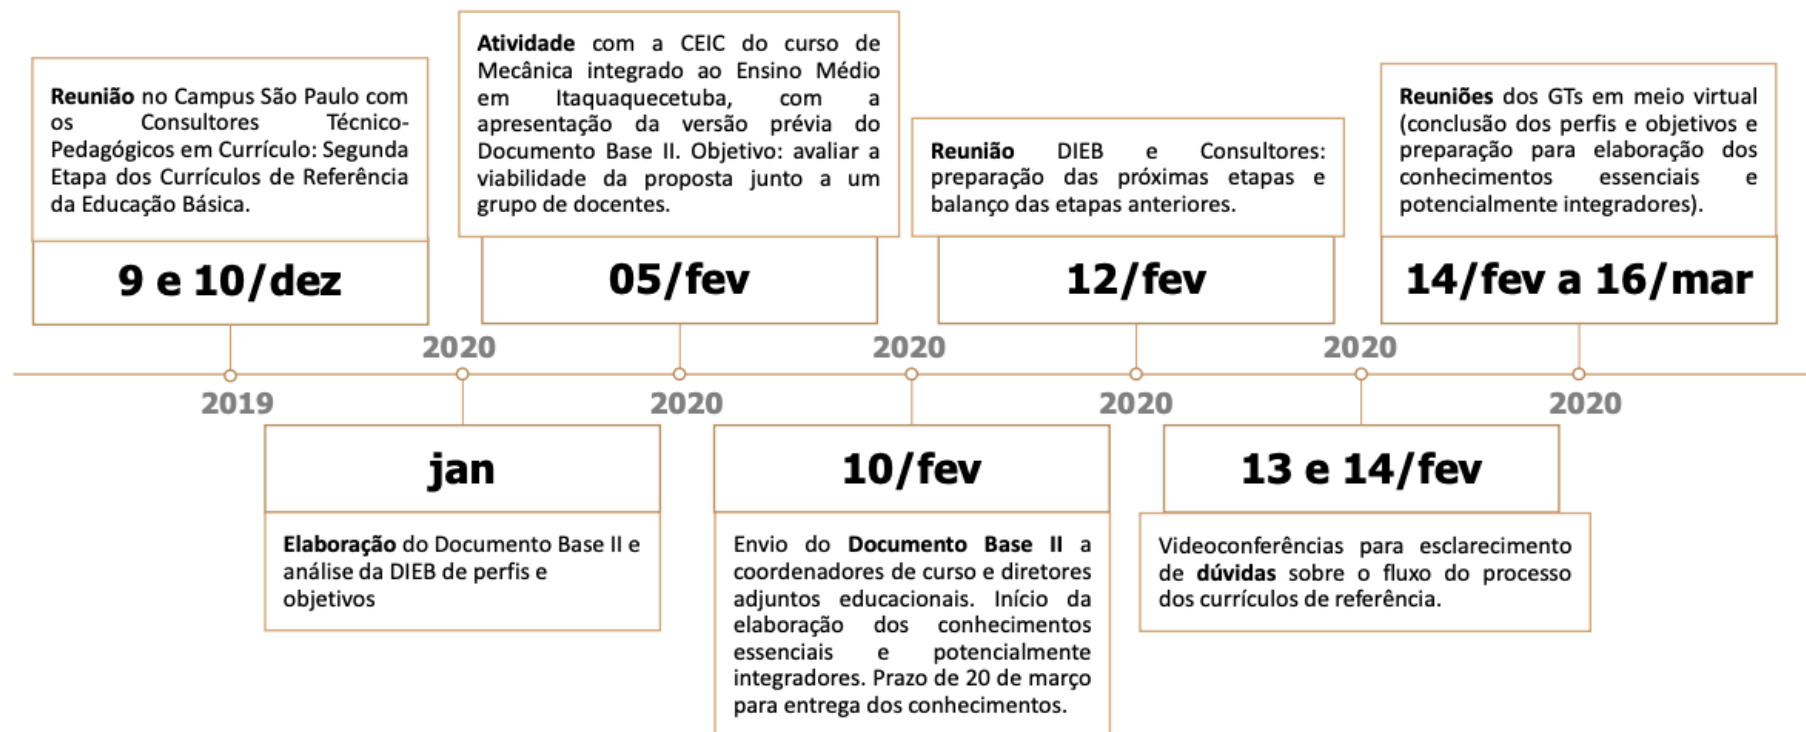 Reunião no Campus São Paulo com
os Consultores Técnico-
Pedagógicos em Currículo: Segunda
Etapa dos Currículos de Referência
da Educação Básica.
9 e 10/dez
2019
2020
jan
Elaboração do Documento Base II e
análise da DIEB de perfis e
objetivos
Atividade com a CEIC do curso de
Mecânica integrado ao Ensino Médio
em Itaquaquecetuba, com a
apresentação da versão prévia do
Documento Base II. Objetivo: avaliar a
viabilidade da proposta junto a um
grupo de docentes.
05/fev
2020
2020
10/fev
Envio do Documento Base II a
coordenadores de curso e diretores
adjuntos educacionais. Início da
elaboração dos conhecimentos
essenciais e potencialmente
integradores. Prazo de 20 de março
para entrega dos conhecimentos.
Reunião DIEB e Consultores:
preparação das próximas etapas e
balanço das etapas anteriores.
12/fev
2020
2020
13 e 14/fev
Videoconferências para esclarecimento
de dúvidas sobre o fluxo do processo
dos currículos de referência.
Reuniões dos GTs em meio virtual
(conclusão dos perfis e objetivos e
preparação para elaboração dos
conhecimentos essenciais e
potencialmente integradores).
14/fev a 16/mar
2020